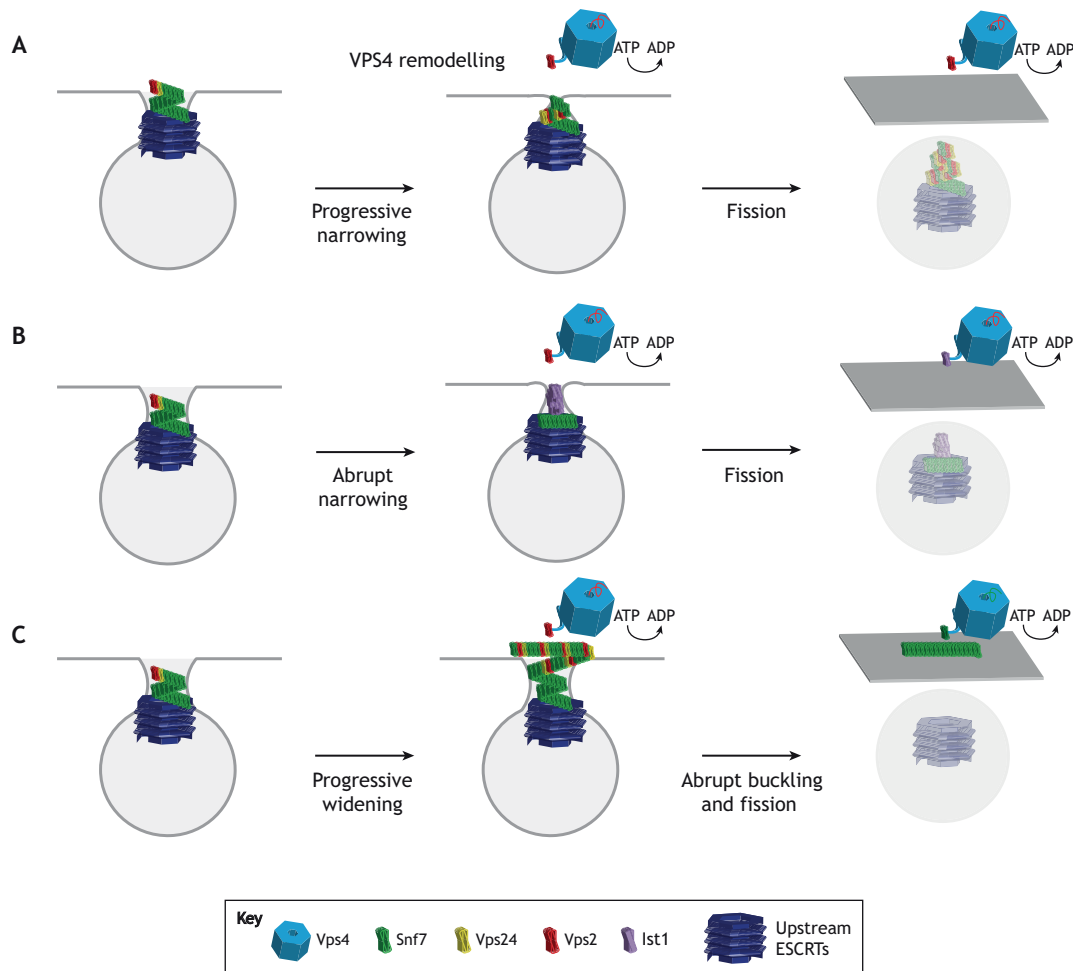 A
VPS4 remodelling
ATP ADP
ATP ADP
Progressive
narrowing
Fission
B
ATP ADP
ATP ADP
Abrupt
narrowing
Fission
C
ATP ADP
ATP ADP
Progressive
widening
Abrupt buckling
and fission
Key
Vps4
Snf7
Vps24
Vps2
Ist1
Upstream
ESCRTs